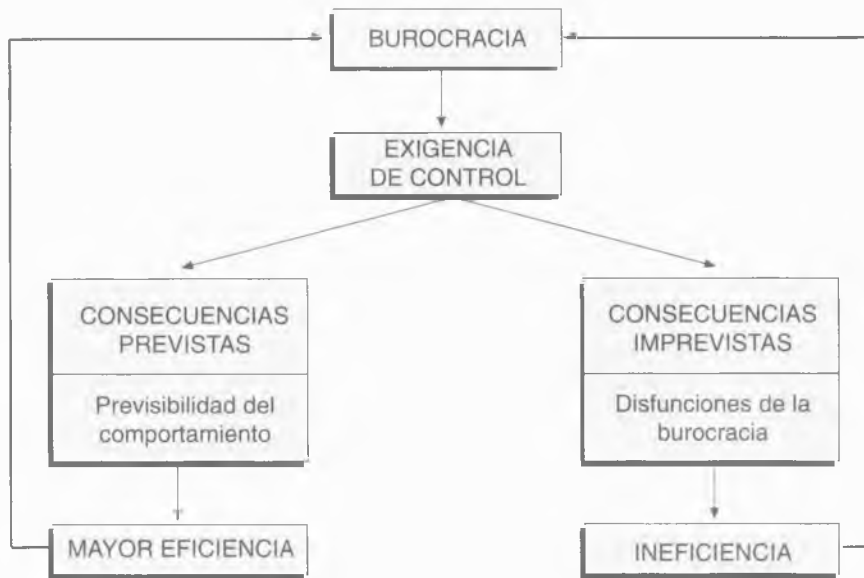 BUROCRACIA
EXIGENCIA
DE CONTROL
CONSECUENCIAS
PREVISTAS
Previsibilidad del
comportamiento
MAYOR EFICIENCIA
CONSECUENCIAS
IMPREVISTAS
Disfunciones de la
burocracia
INEFICIENCIA